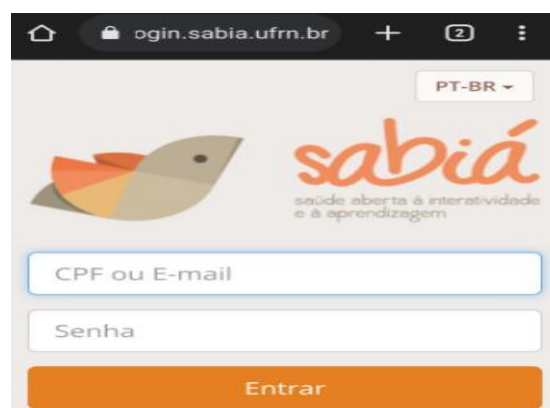 ogin.sabia.ufrn.br
2
PT-BR
sabiá
saúde aberta à interatividade
e à aprendizagem
CPF ou E-mail
Senha
Entrar